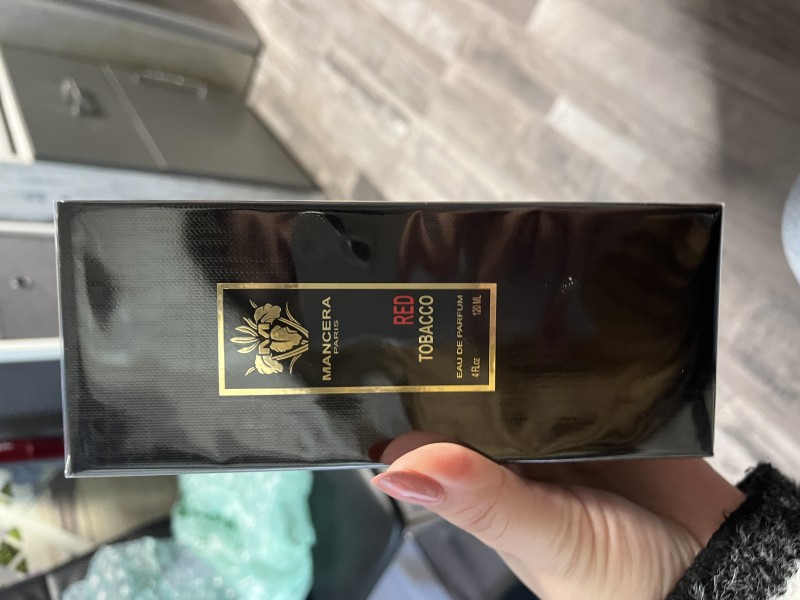 M
MANCERA
PARIS
RED
TOBACCO
EAU DE PARFUM
4 Fl.oz 120 ML